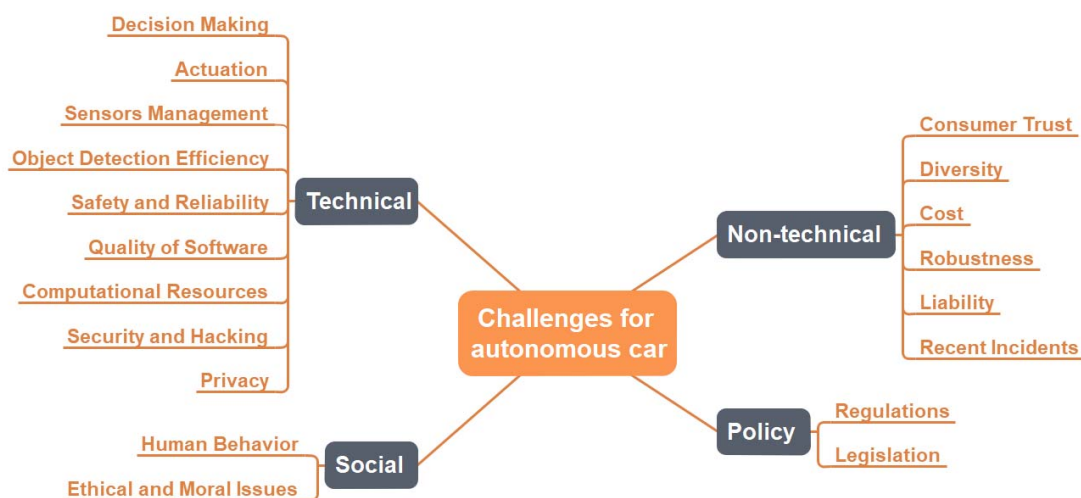 Decision Making
Actuation
Sensors Management
Object Detection Efficiency
Safety and Reliability
Quality of Software
Computational Resources
Security and Hacking
Privacy
Technical
Human Behavior
Ethical and Moral Issues
Social
Challenges for
autonomous car
Non-technical
Consumer Trust
Diversity
Cost
Robustness
Liability
Recent Incidents
Policy
Regulations
Legislation